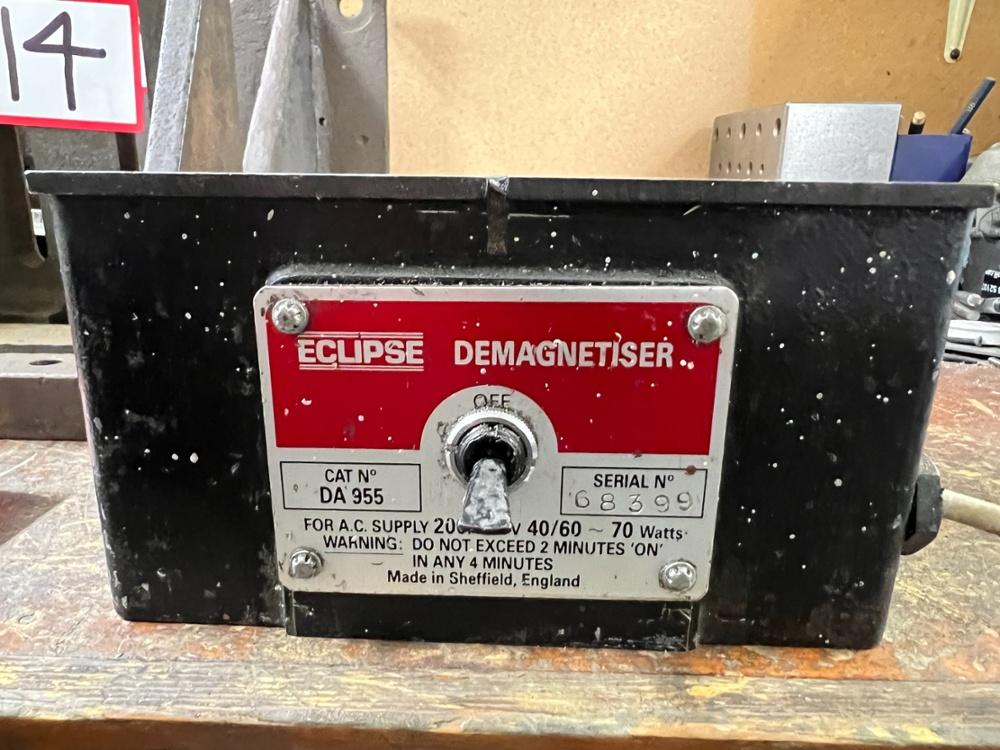 14
ECLIPSE DEMAGNETISER
OFF
CAT Nº
DA 955
SERIAL Nº
68399
FOR A.C. SUPPLY 40/60 ~ 70 Watts
WARNING: DO NOT EXCEED 2 MINUTES 'ON'
IN ANY 4 MINUTES
Made in Sheffield, England